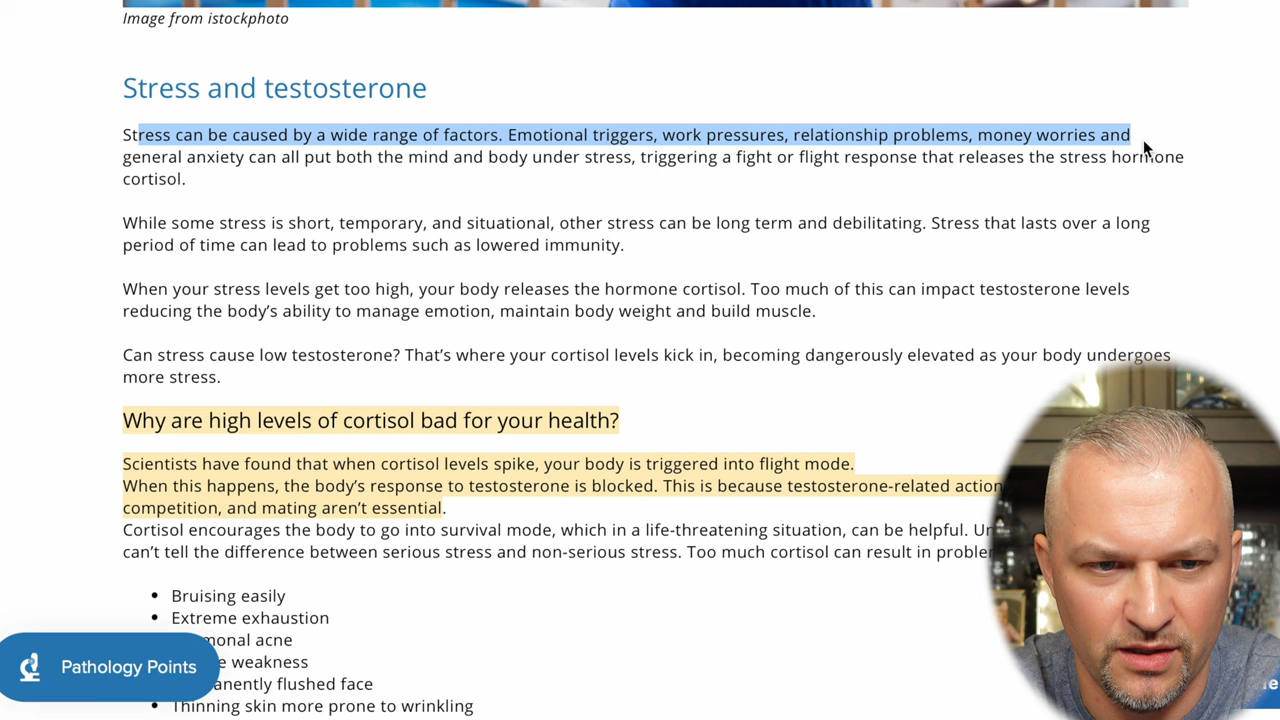 Image from istockphoto
Stress and testosterone
Stress can be caused by a wide range of factors. Emotional triggers, work pressures, relationship problems, money worries and
general anxiety can all put both the mind and body under stress, triggering a fight or flight response that releases the stress hormone
cortisol.
While some stress is short, temporary, and situational, other stress can be long term and debilitating. Stress that lasts over a long
period of time can lead to problems such as lowered immunity.
When your stress levels get too high, your body releases the hormone cortisol. Too much of this can impact testosterone levels
reducing the body’s ability to manage emotion, maintain body weight and build muscle.
Can stress cause low testosterone? That’s where your cortisol levels kick in, becoming dangerously elevated as your body undergoes
more stress.
Why are high levels of cortisol bad for your health?
Scientists have found that when cortisol levels spike, your body is triggered into flight mode.
When this happens, the body’s response to testosterone is blocked. This is because testosterone-related
competition, and mating aren’t essential.
Cortisol encourages the body to go into survival mode, which in a life-threatening situation, can be helpful.
can’t tell the difference between serious stress and non-serious stress. Too much cortisol can result in
• Bruising easily
• Extreme exhaustion
acne
weakness
flushed face
• Thinning skin more prone to wrinkling
Pathology Points